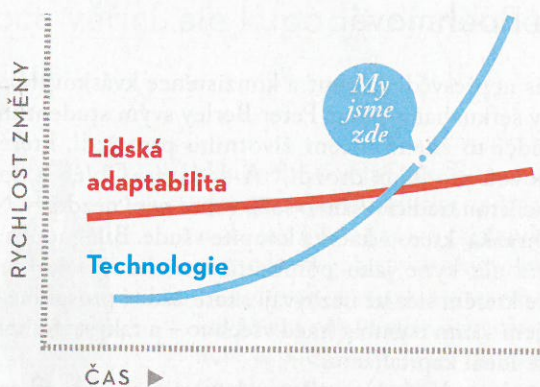 RYCHLOST ZMĚNY
My
jsme
zde
Lidská
adaptabilita
Technologie
ČAS